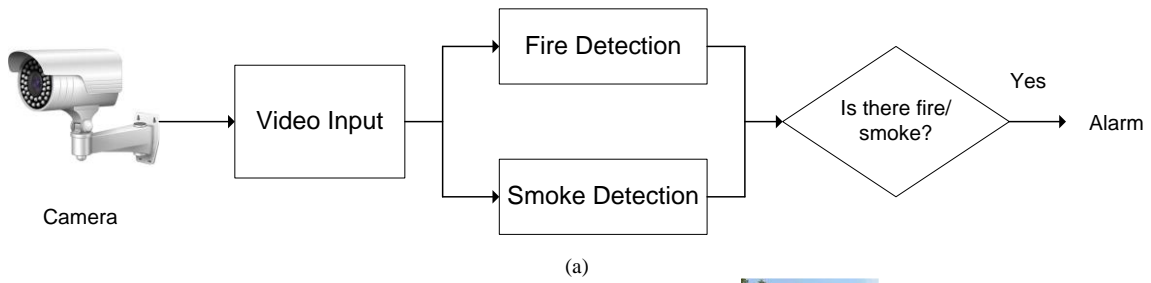 Fire Detection
Yes
Video Input
Is there fire/
smoke?
Alarm
Smoke Detection
Camera
(a)